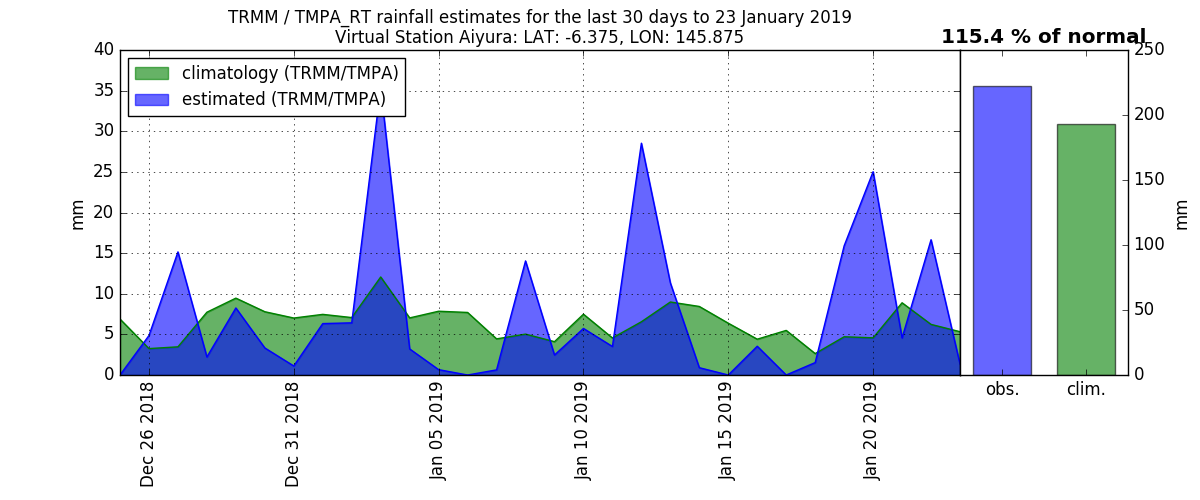 TRMM / TMPA_RT rainfall estimates for the last 30 days to 23 January 2019
Virtual Station Aiyura: LAT: -6.375, LON: 145.875
115.4 % of normal
climatology (TRMM/TMPA)
estimated (TRMM/TMPA)
40
35
30
25
20
15
10
5
0
mm
Dec 26 2018
Dec 31 2018
Jan 05 2019
Jan 10 2019
Jan 15 2019
Jan 20 2019
250
200
150
100
50
0
mm
obs.
clim.